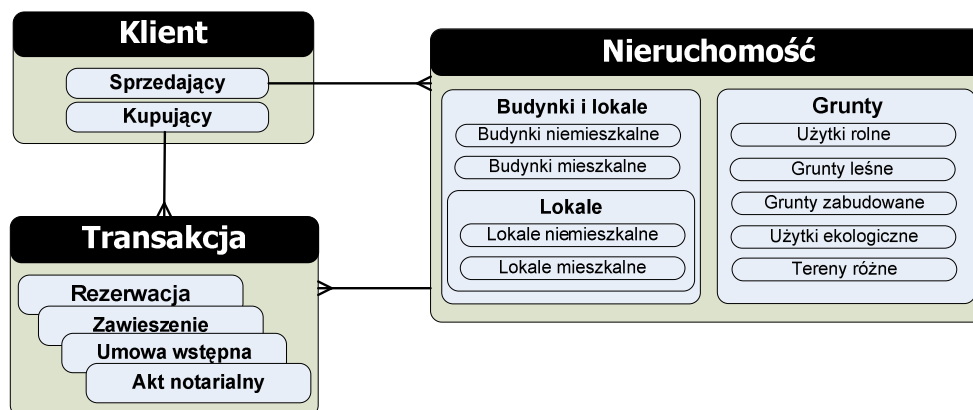 Klient
Sprzedający
Kupujący
Nieruchomość
Budynki i lokale
Budynki niemieszkalne
Budynki mieszkalne
Lokale
Lokale niemieszkalne
Lokale mieszkalne
Grunty
Użytki rolne
Grunty leśne
Grunty zabudowane
Użytki ekologiczne
Tereny różne
Transakcja
Rezerwacja
Zawieszenie
Umowa wstępna
Akt notarialny